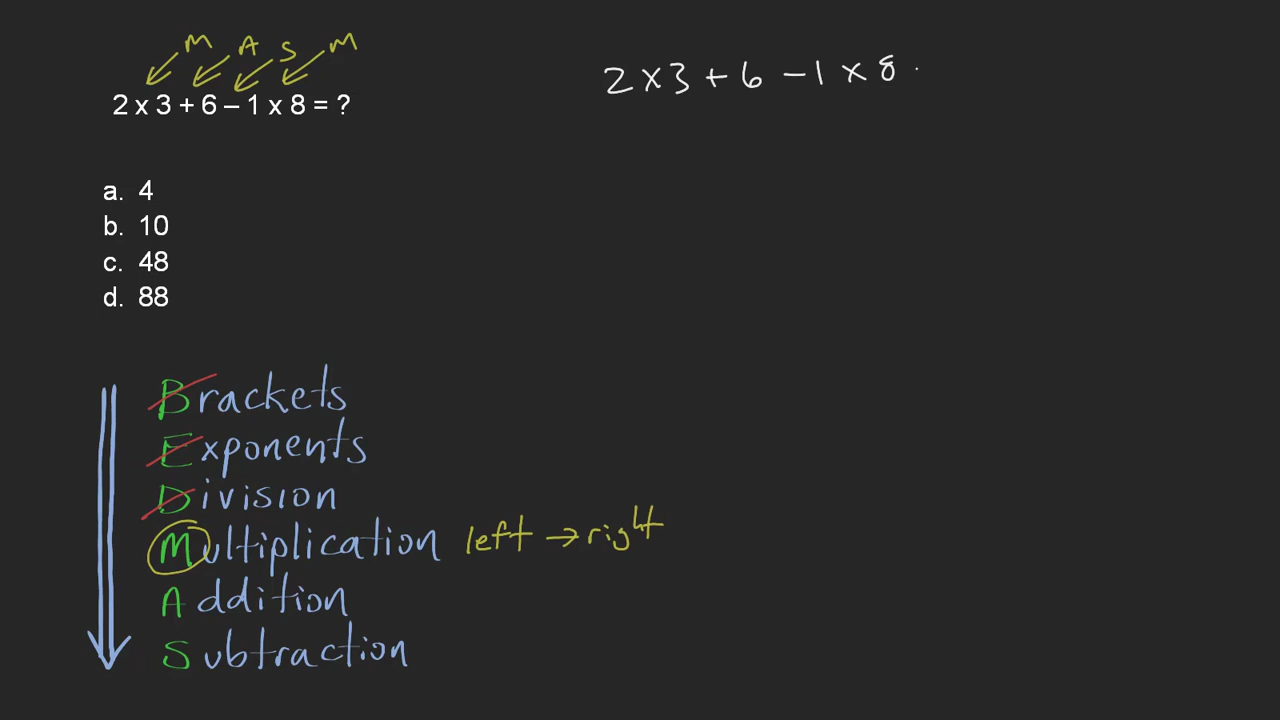 M A S M
2 x 3 + 6 – 1 x 8 = ?
2 x 3 + 6 - 1 x 8
a. 4
b. 10
c. 48
d. 88
Brackets
Exponents
Division
Multiplication left → right
Addition
Subtraction